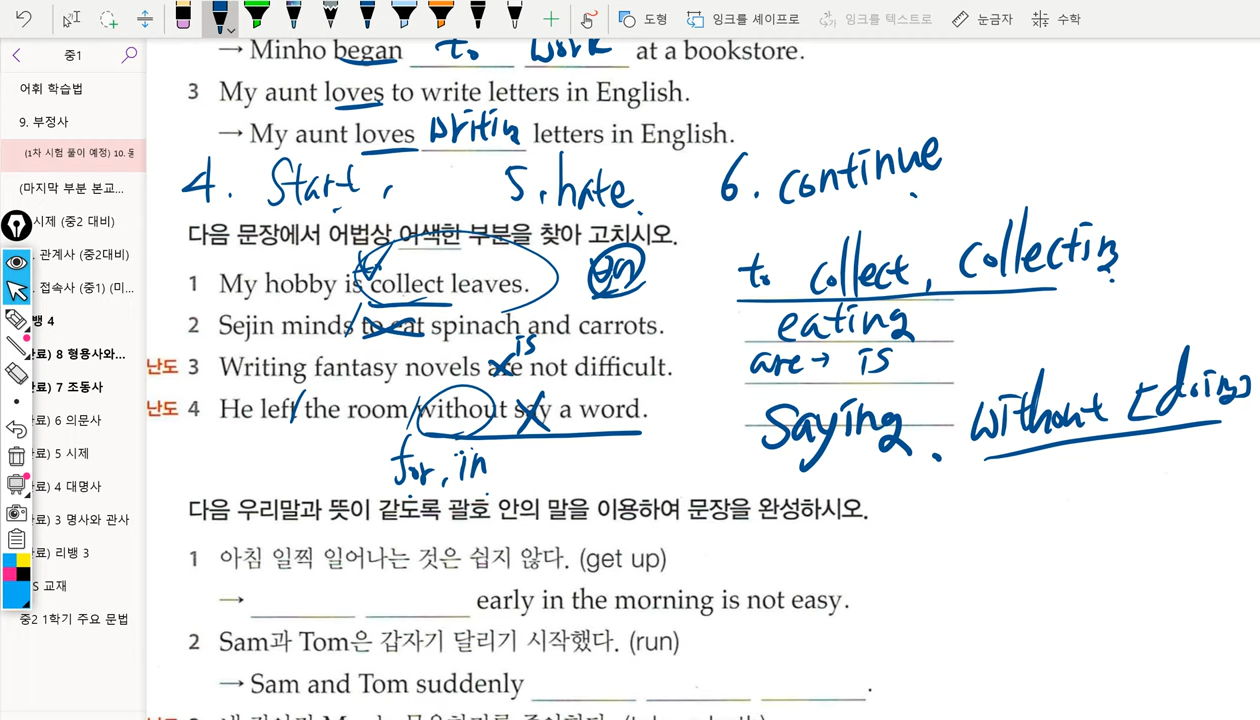 도형
잉크를 셰이프로
잉크를 텍스트로
눈금자
수학
중1
어휘 학습법
9. 부정사
(1차 시험 풀이 예정) 10. 동
(마지막 부분 본교...
시제 (중2 대비)
. 관계사 (중2대비)
. 접속사 (중1) (미...
뱅 4
료) 8 형용사와...
료) 7 조동사
료) 6 의문사
료) 5 시제
료) 4 대명사
료) 3 명사와 관사
료) 리뱅 3
S 교재
중2 1학기 주요 문법
→ Minho began to work at a bookstore.
3 My aunt loves to write letters in English.
→ My aunt loves writing letters in English.
4. Start, 5, hate. 6. continue
다음 문장에서 어법상 어색한 부분을 찾아 고치시오.
1 My hobby is to collect leaves. to collect, collecting
2 Sejin minds to eat spinach and carrots. eating
난도 3 Writing fantasy novels are not difficult. is are → is
난도 4 He left the room without say a word. saying. without [doing]
for, in
다음 우리말과 뜻이 같도록 괄호 안의 말을 이용하여 문장을 완성하시오.
1 아침 일찍 일어나는 것은 쉽지 않다. (get up)
→ early in the morning is not easy.
2 Sam과 Tom은 갑자기 달리기 시작했다. (run)
→ Sam and Tom suddenly .